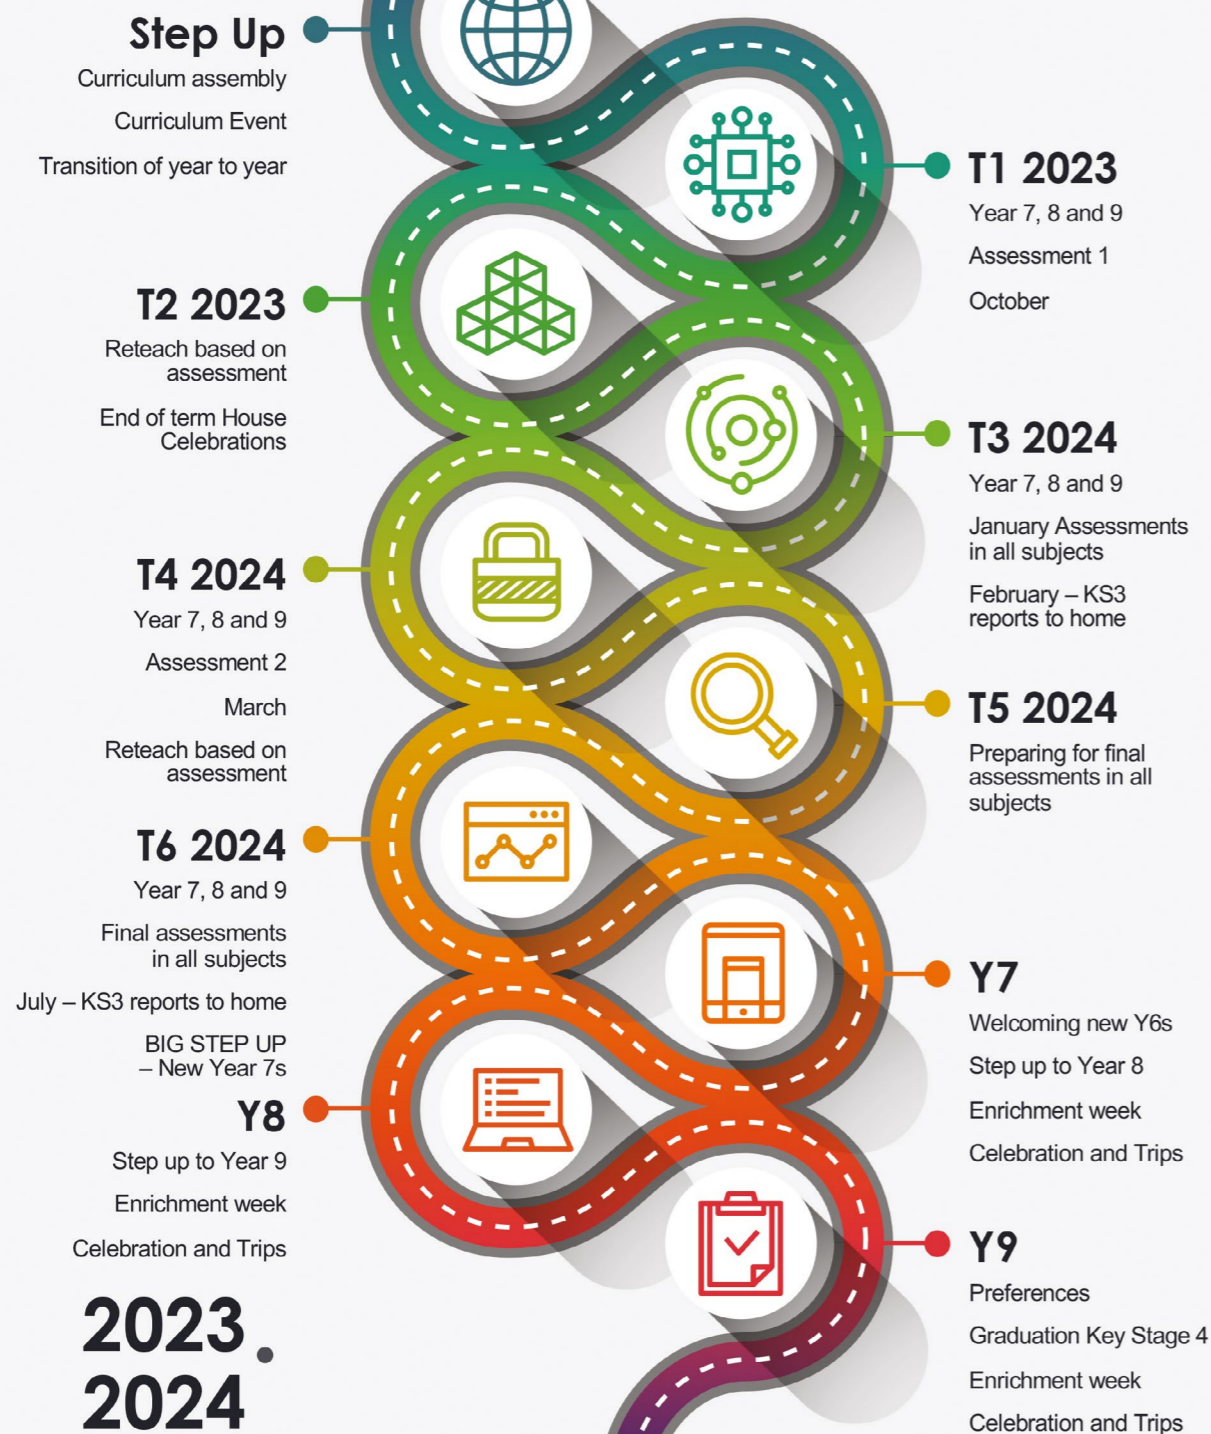 Step Up
Curriculum assembly
Curriculum Event
Transition of year to year
T1 2023
Year 7, 8 and 9
Assessment 1
October
T2 2023
Reteach based on
assessment
End of term House
Celebrations
T3 2024
Year 7, 8 and 9
January Assessments
in all subjects
February – KS3
reports to home
T4 2024
Year 7, 8 and 9
Assessment 2
March
Reteach based on
assessment
T5 2024
Preparing for final
assessments in all
subjects
T6 2024
Year 7, 8 and 9
Final assessments
in all subjects
July – KS3 reports to home
BIG STEP UP
– New Year 7s
Y7
Welcoming new Y6s
Step up to Year 8
Enrichment week
Celebration and Trips
Y8
Step up to Year 9
Enrichment week
Celebration and Trips
Y9
Preferences
Graduation Key Stage 4
Enrichment week
Celebration and Trips
2023.
2024